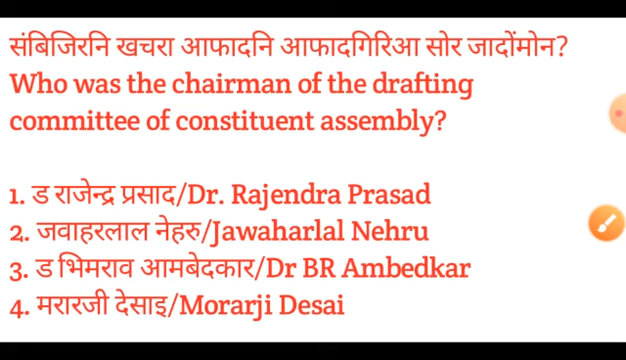 संबिजिरनि खचरा आफादनि आफादगिरिआ सोर जादोंमोन?
Who was the chairman of the drafting
committee of constituent assembly?
1. ड राजेन्द्र प्रसाद/Dr. Rajendra Prasad
2. जवाहरलाल नेहरु/Jawaharlal Nehru
3. ड भिमराव आमबेदकार/Dr BR Ambedkar
4. मरारजी देसाइ/Morarji Desai